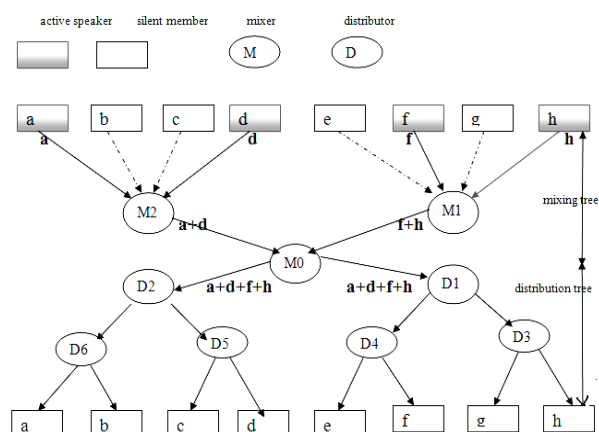 active speaker silent member mixer distributor
M D
a b c d e f g h
a d f h
mixing tree
M2 M1
a+d f+h
M0
distribution tree
D2 a+d+f+h a+d+f+h D1
D6 D5 D4 D3
a b c d e f g h